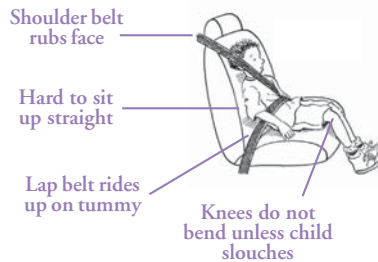 Shoulder belt
rubs face
Hard to sit
up straight
Lap belt rides
up on tummy
Knees do not
bend unless child
slouches